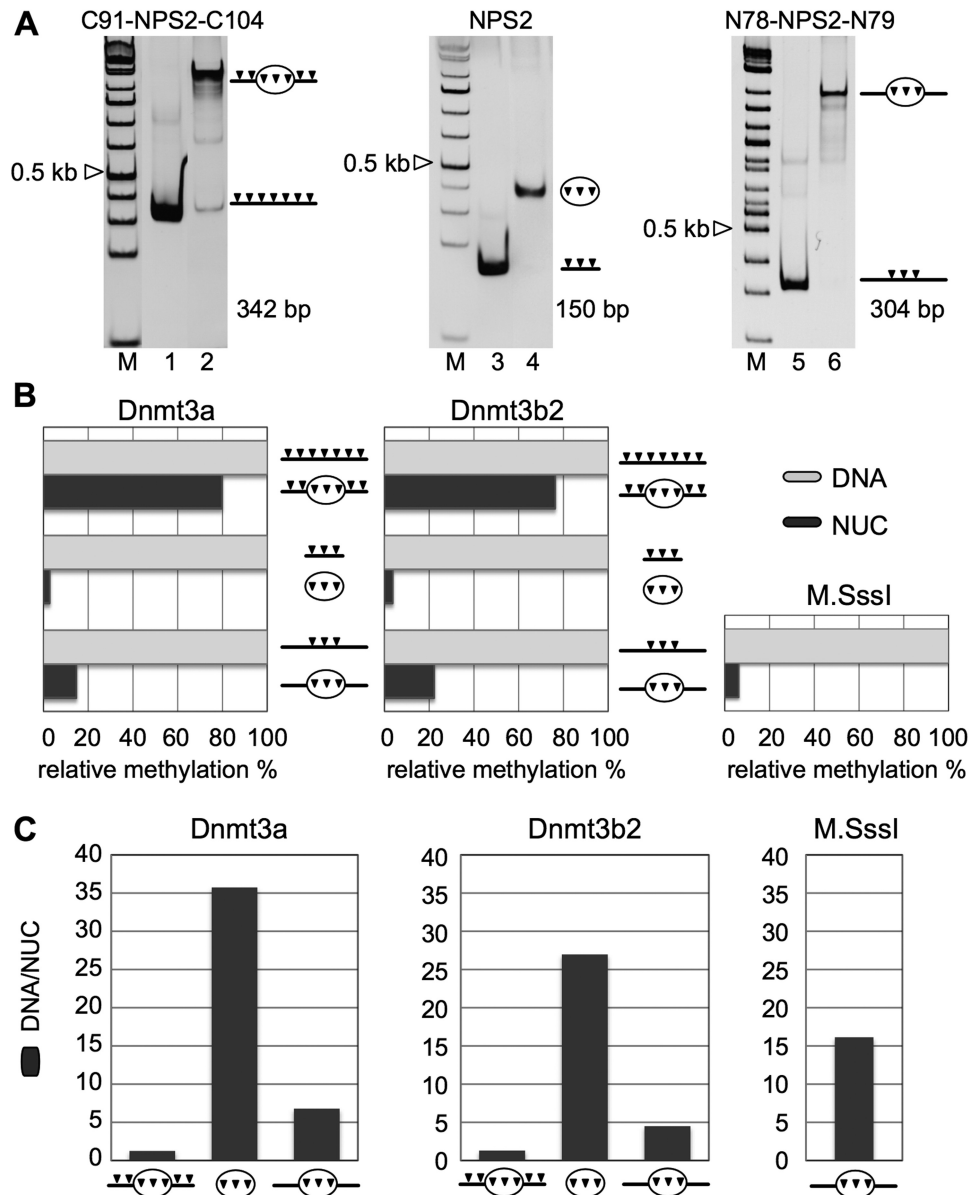 A
C91-NPS2-C104
NPS2
N78-NPS2-N79
0.5 kb
0.5 kb
0.5 kb
342 bp
150 bp
304 bp
M 1 2
M 3 4
M 5 6
B
Dnmt3a
Dnmt3b2
DNA
NUC
M.SssI
0 20 40 60 80 100
0 20 40 60 80 100
0 20 40 60 80 100
relative methylation %
relative methylation %
relative methylation %
C
Dnmt3a
Dnmt3b2
M.SssI
DNA/NUC
40
35
30
25
20
15
10
5
0
40
35
30
25
20
15
10
5
0
40
35
30
25
20
15
10
5
0